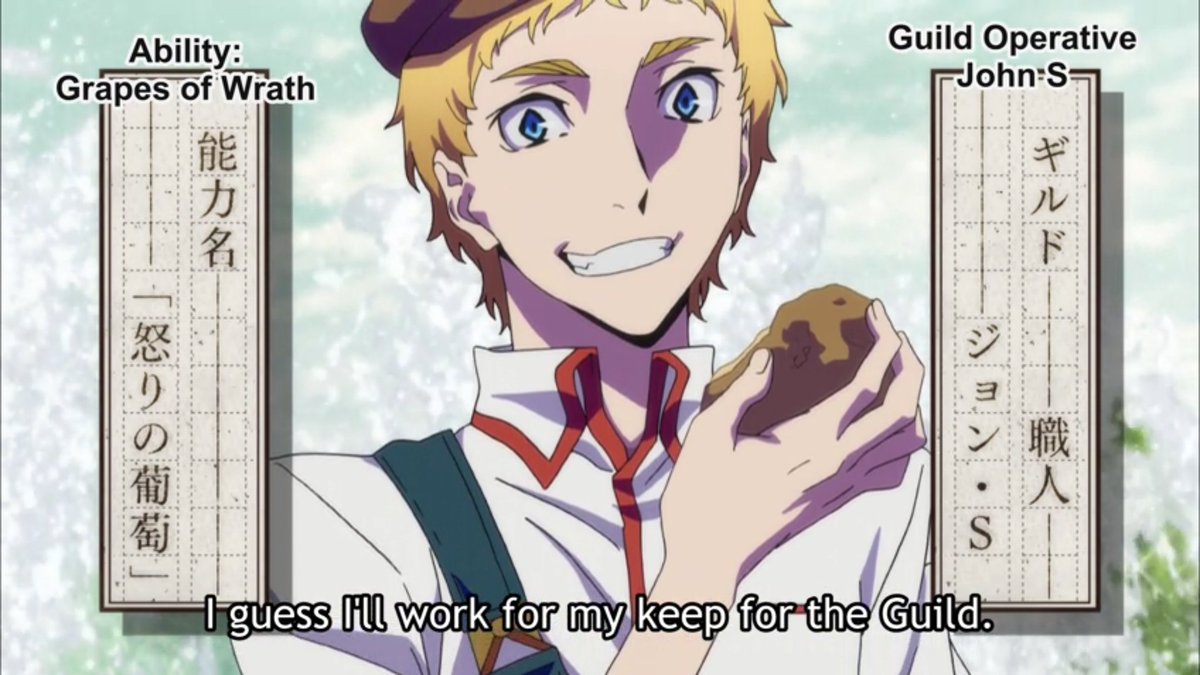 Ability:
Grapes of Wrath
Guild Operative
John S
能力名
「怒りの葡萄」
ギルド 職人
ジョン・S
I guess I'll work for my keep for the Guild.